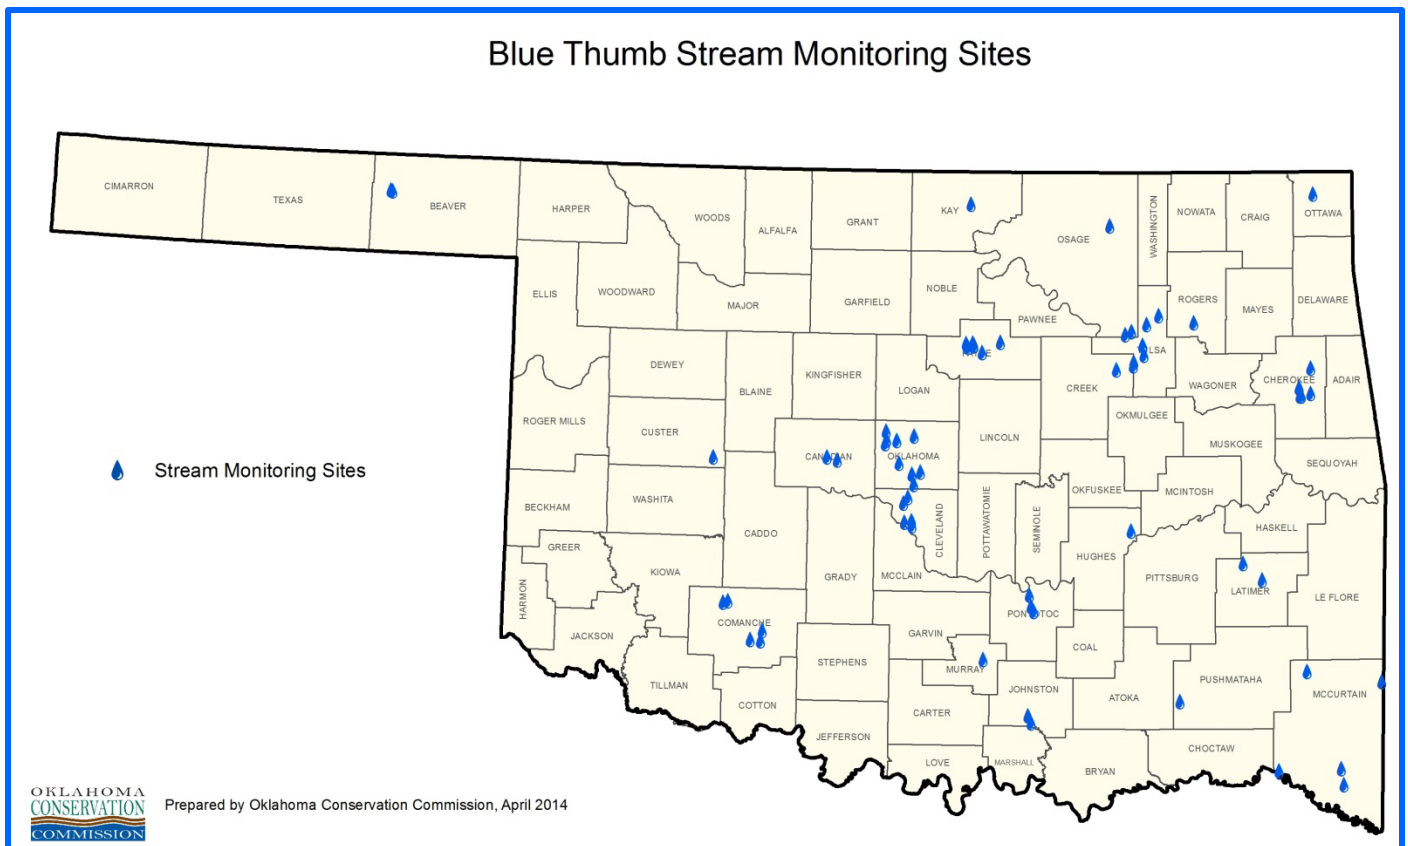 Blue Thumb Stream Monitoring Sites
CIMARRON
TEXAS
BEAVER
HARPER
WOODS
ALFALFA
GRANT
KAY
OSAGE
WASHINGTON
NOWATA
CRAIG
OTTAWA
ELLIS
WOODWARD
MAJOR
GARFIELD
NOBLE
PAWNEE
ROGERS
MAYES
DELAWARE
DEWEY
BLAINE
KINGFISHER
LOGAN
CREEK
WAGONER
CHEROKEE
ADAIR
ROGER MILLS
CUSTER
CANADIAN
OKLAHOMA
LINCOLN
OKMULGEE
MUSKOGEE
SEQUOYAH
Stream Monitoring Sites
BECKHAM
WASHITA
CADDO
GRADY
CLEVELAND
POTTAWATOMIE
SEMINOLE
OKFUSKEE
MCINTOSH
HASKELL
GREER
KIOWA
MCCLAIN
HUGHES
PITTSBURG
LATIMER
LE FLORE
HARMON
JACKSON
COMANCHE
STEPHENS
GARVIN
PONTOTOC
COAL
MURRAY
TILLMAN
COTTON
CARTER
JOHNSTON
ATOKA
PUSHMATAHA
MCCURTAIN
JEFFERSON
LOVE
MARSHALL
BRYAN
CHOCTAW
OKLAHOMA
CONSERVATION
COMMISSION
Prepared by Oklahoma Conservation Commission, April 2014